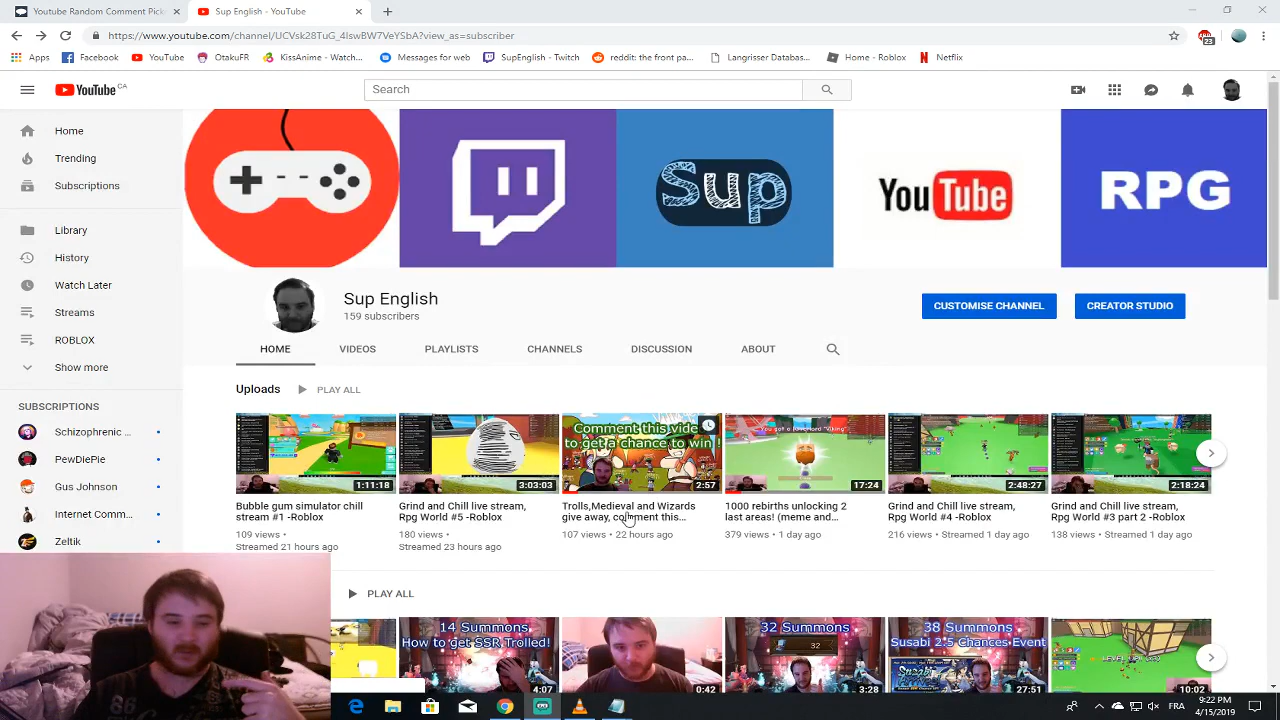 Youtube Random Comment Pick
Sup English - YouTube
https://www.youtube.com/channel/UCVsk28TuG_4IswBW7VeYSbA?view_as=subscriber
23
Apps
Facebook
YouTube
OtakuFR
KissAnime - Watch...
Messages for web
SupEnglish - Twitch
reddit: the front pa...
Langrisser Databas...
Home - Roblox
Netflix
YouTube CA
Search
Home
Trending
Subscriptions
Library
History
Watch Later
Streams
ROBLOX
Show more
SUBSCRIPTIONS
Schizophrenic ...
PewDiePie
Gus Johnson
Internet Comm...
Zeltik
Sup
YouTube
RPG
Sup English
159 subscribers
CUSTOMISE CHANNEL
CREATOR STUDIO
HOME
VIDEOS
PLAYLISTS
CHANNELS
DISCUSSION
ABOUT
Uploads
PLAY ALL
1:11:18
Bubble gum simulator chill
stream #1 -Roblox
109 views •
Streamed 21 hours ago
3:03:03
Grind and Chill live stream,
Rpg World #5 -Roblox
180 views •
Streamed 23 hours ago
Comment this vide
to get a chance to win !
2:57
Trolls,Medieval and Wizards
give away, comment this...
107 views • 22 hours ago
17:24
1000 rebirths unlocking 2
last areas! (meme and...
379 views • 1 day ago
2:48:27
Grind and Chill live stream,
Rpg World #4 -Roblox
216 views • Streamed 1 day ago
2:18:24
Grind and Chill live stream,
Rpg World #3 part 2 -Roblox
138 views • Streamed 1 day ago
PLAY ALL
14 Summons
How to get SSR Trolled!
4:07
0:42
32 Summons
32
3:28
38 Summons
Susabi 2.5 Chances Event
27:51
LEVEL UP!
10:02
FRA
9:22 PM
4/15/2019